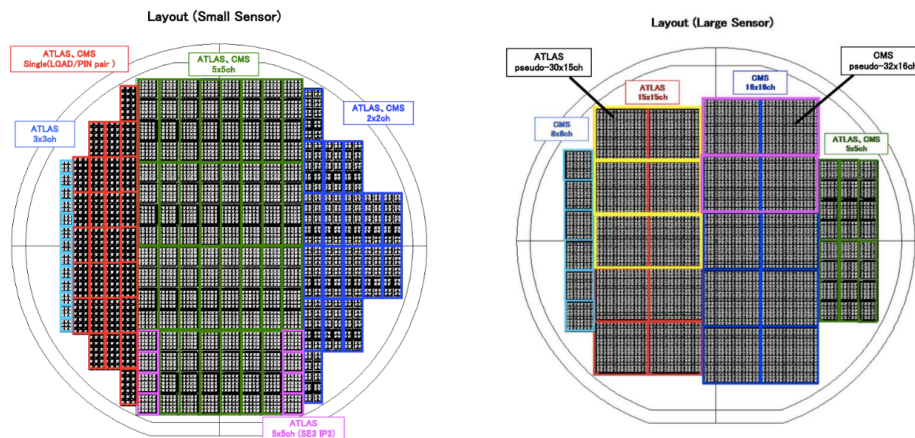 Layout (Small Sensor)
ATLAS、CMS
Single(LGAD/PIN pair )
ATLAS、CMS
5x5ch
ATLAS, CMS
2x2ch
ATLAS
3x3ch
ATLAS
5x5ch (SE3 IP3)
Layout (Large Sensor)
ATLAS
pseudo-30x15ch
CMS
pseudo-32x16ch
ATLAS
15x15ch
CMS
16x16ch
CMS
8x8ch
ATLAS, CMS
5x5ch